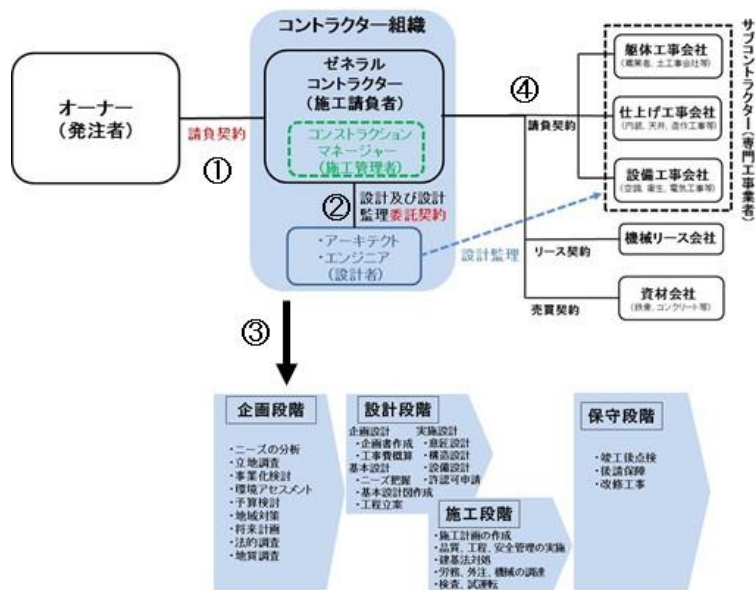 コントラクター組織
ゼネラル
コントラクター
（施工請負者）
コンストラクション
マネージャー
（施工管理者）
オーナー
（発注者）
請負契約
①
②
設計及び設計
監理委託契約
・アーキテクト
・エンジニア
（設計者）
設計監理
④
請負契約
リース契約
売買契約
躯体工事会社
仕上げ工事会社
（内装、天井、造作工事等）
設備工事会社
（空調、衛生、電気工事等）
機械リース会社
資材会社
（鉄骨、コンクリート等）
サブコントラクター（専門工事業者）
③
企画段階
・ニーズの分析
・立地調査
・事業化検討
・環境アセスメント
・予算検討
・地域対策
・将来計画
・法的調査
・地質調査
設計段階
企画設計
・企画書作成
・工事費概算
基本設計
・ニーズ把握
・基本設計図作成
・工程立案
実施設計
・意匠設計
・構造設計
・設備設計
・許認可申請
施工段階
・施工計画の作成
・品質、工程、安全管理の実施
・建基法対処
・労務、外注、機械の調達
・検査、試運転
保守段階
・竣工後点検
・後請保障
・改修工事